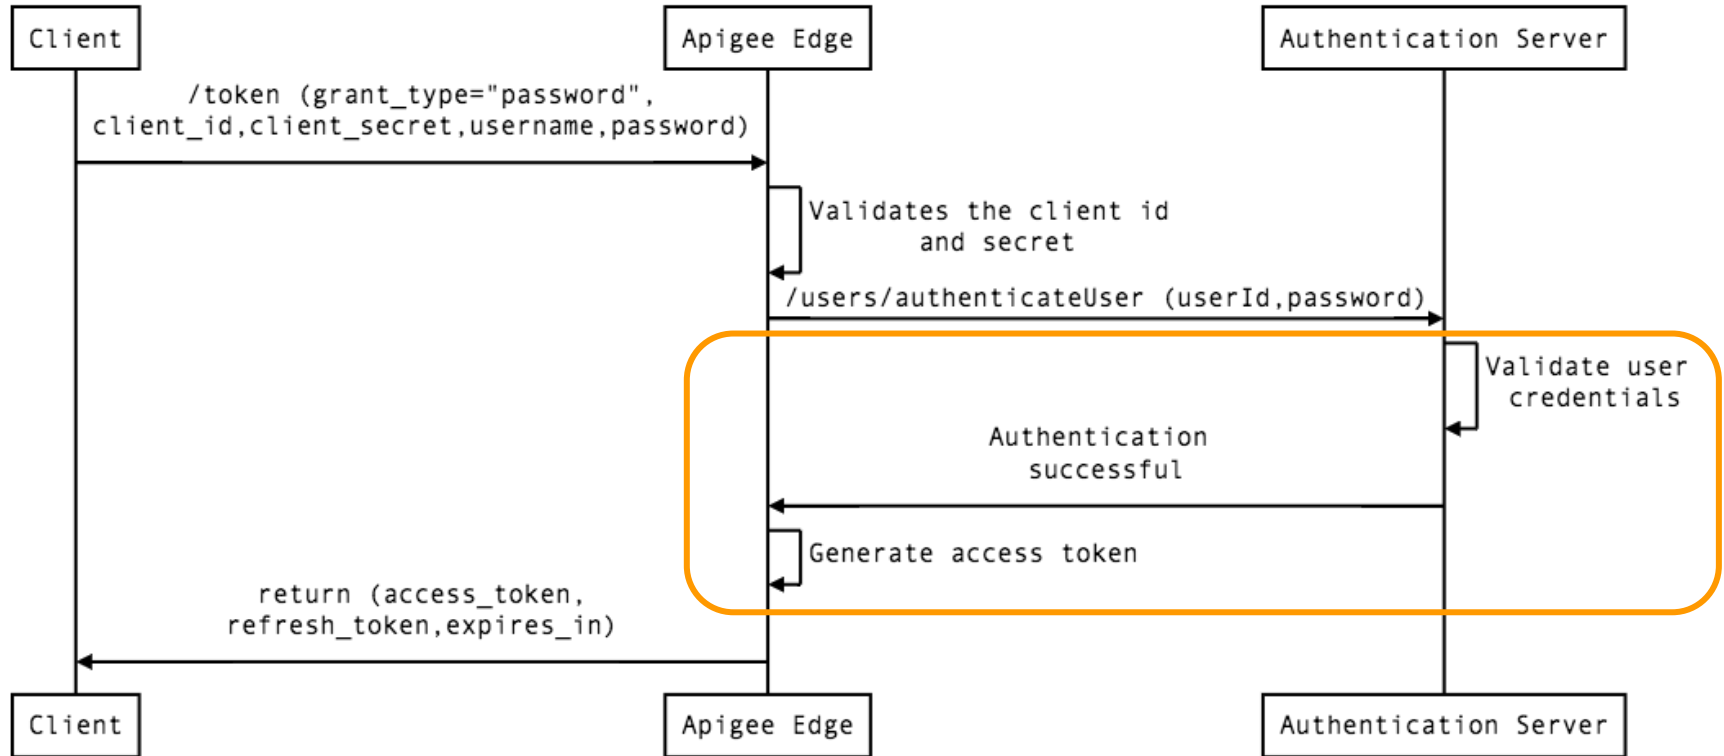 Client
Apigee Edge
Authentication Server
/token (grant_type="password",
client_id,client_secret,username,password)
Validates the client id
and secret
/users/authenticateUser (userId,password)
Validate user
credentials
Authentication
successful
Generate access token
return (access_token,
refresh_token,expires_in)
Client
Apigee Edge
Authentication Server